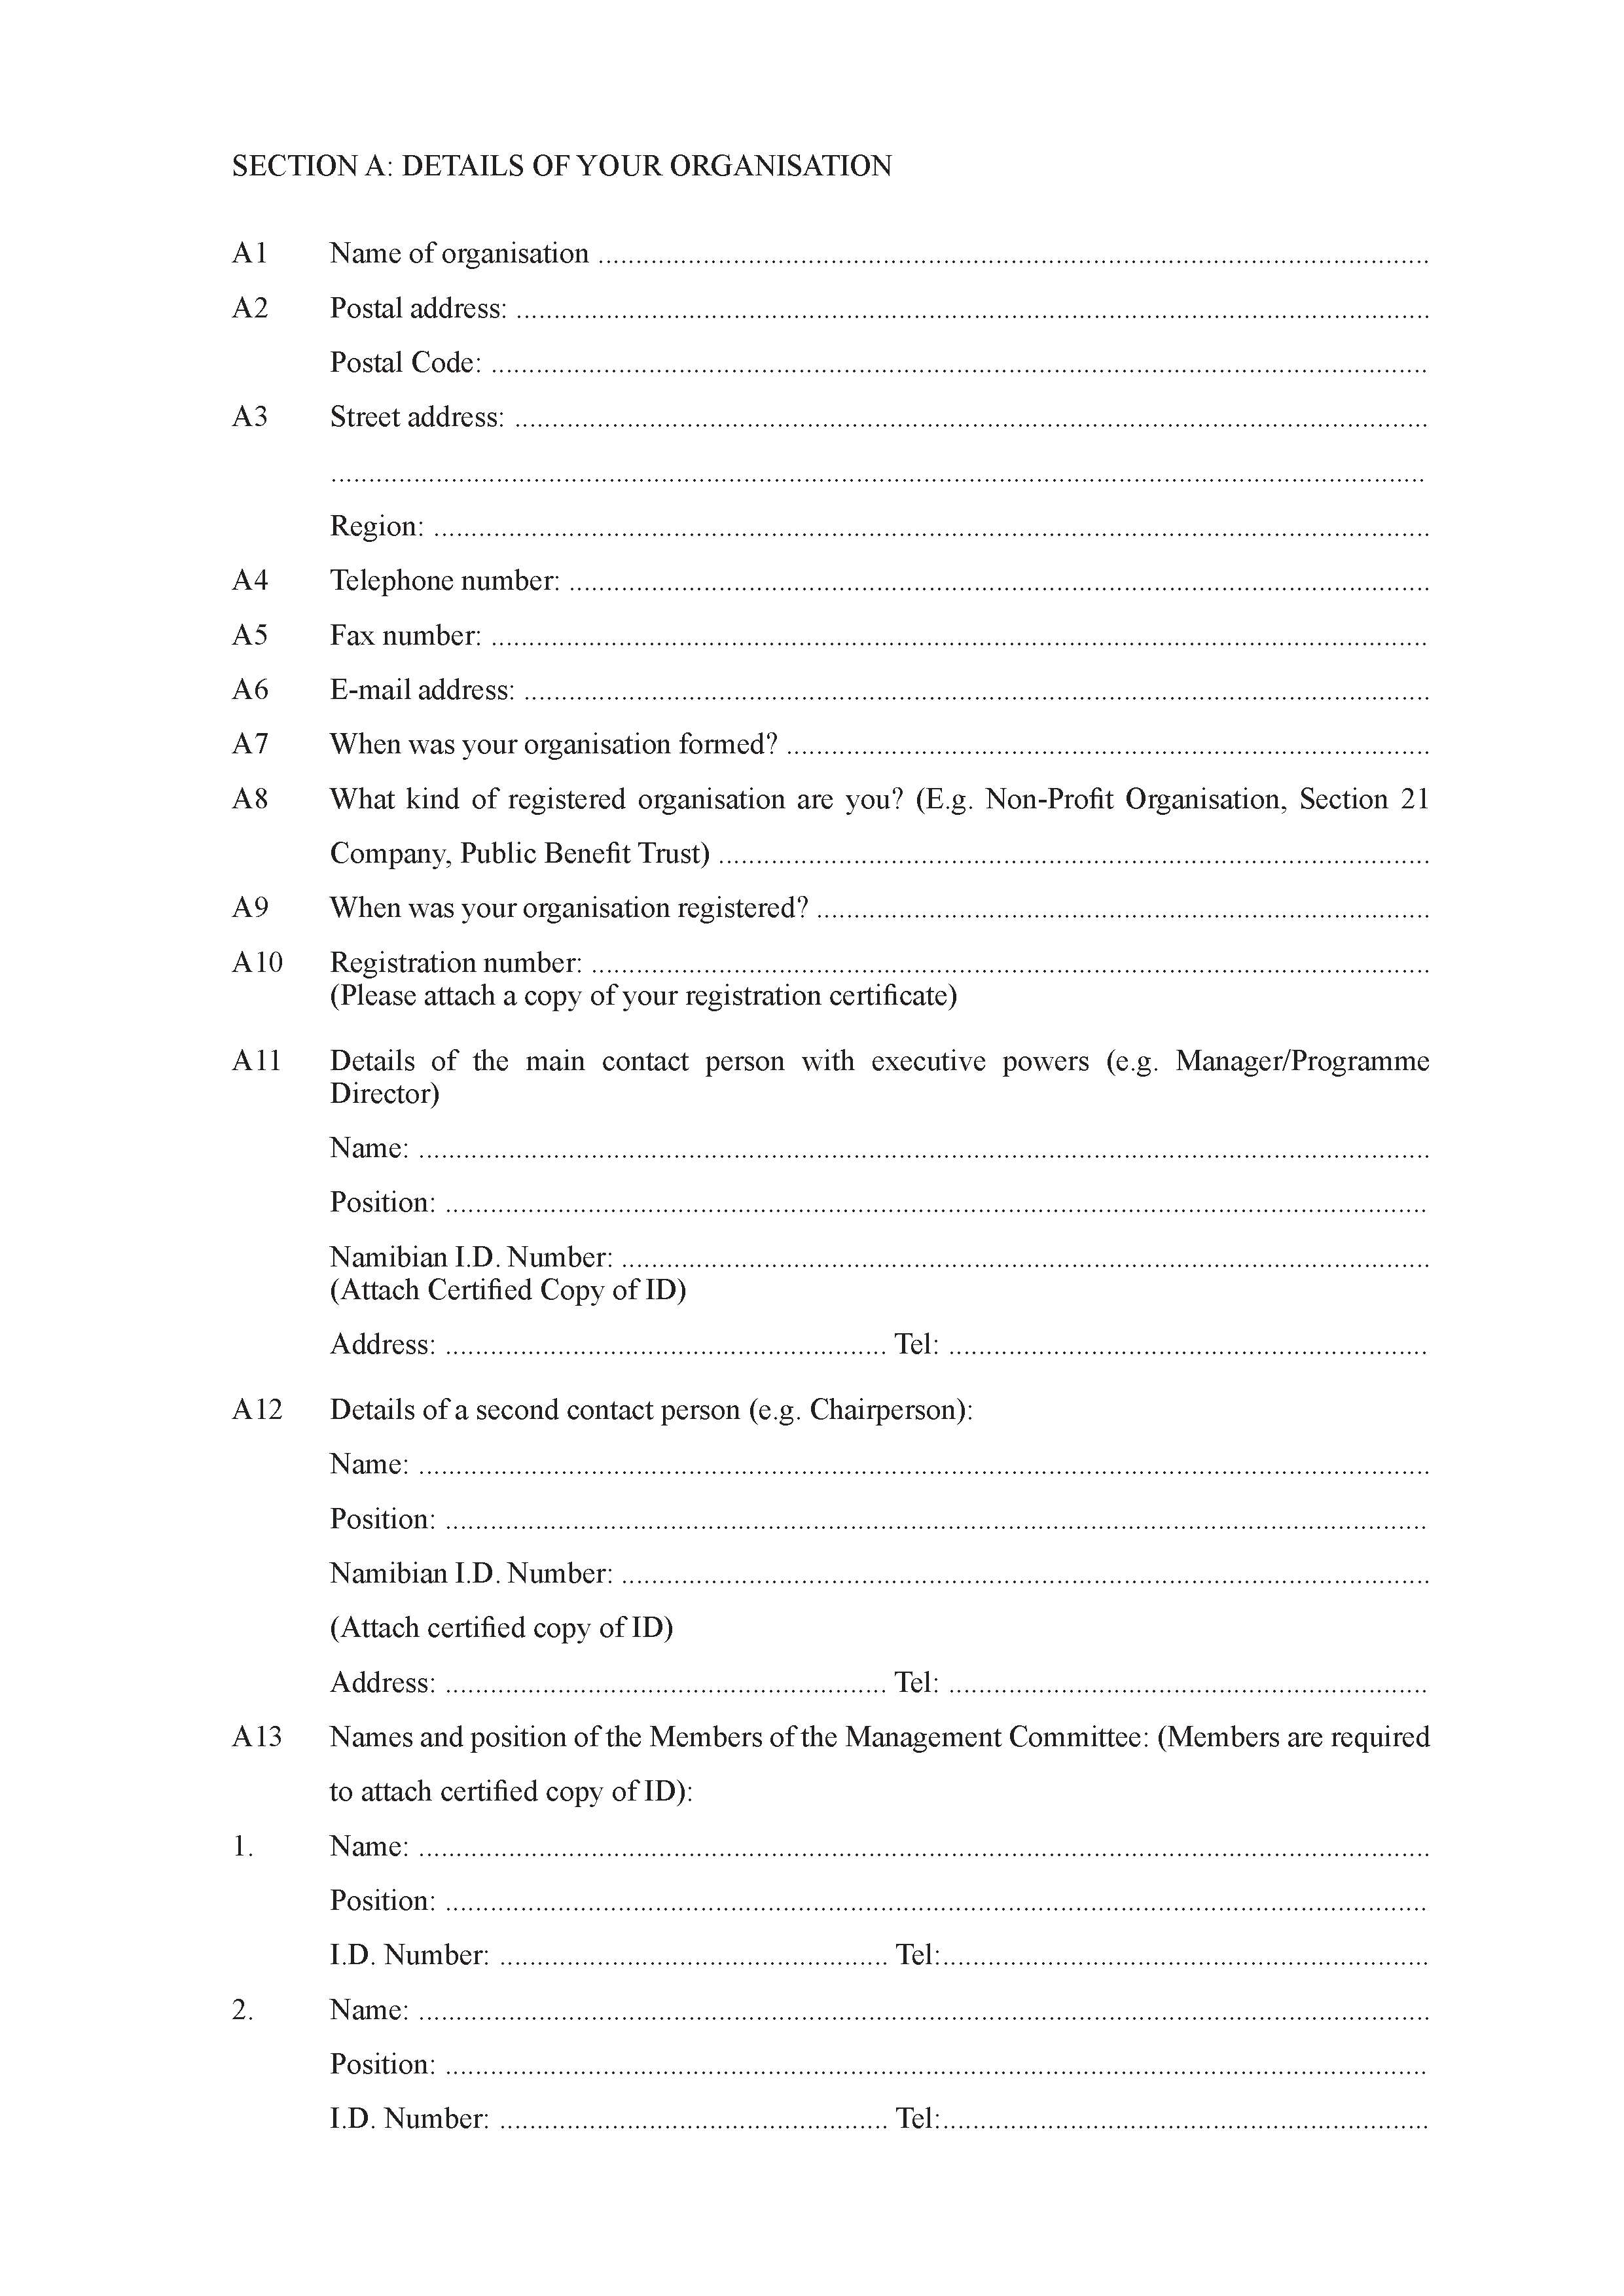 SECTION A: DETAILS OF YOUR ORGANISATION
A1 Name of organisation ................................................................................................................
A2 Postal address: ...........................................................................................................................
Postal Code: ..............................................................................................................................
A3 Street address: ...........................................................................................................................
....................................................................................................................................................
Region: ......................................................................................................................................
A4 Telephone number: ....................................................................................................................
A5 Fax number: ..............................................................................................................................
A6 E-mail address: ..........................................................................................................................
A7 When was your organisation formed? ......................................................................................
A8 What kind of registered organisation are you? (E.g. Non-Profit Organisation, Section 21
Company, Public Benefit Trust) ...............................................................................................
A9 When was your organisation registered? ..................................................................................
A10 Registration number: ................................................................................................................
(Please attach a copy of your registration certificate)
A11 Details of the main contact person with executive powers (e.g. Manager/Programme
Director)
Name: ........................................................................................................................................
Position: ....................................................................................................................................
Namibian I.D. Number: ............................................................................................................
(Attach Certified Copy of ID)
Address: ........................................................... Tel: ................................................................
A12 Details of a second contact person (e.g. Chairperson):
Name: ........................................................................................................................................
Position: ....................................................................................................................................
Namibian I.D. Number: ............................................................................................................
(Attach certified copy of ID)
Address: ........................................................... Tel: ................................................................
A13 Names and position of the Members of the Management Committee: (Members are required
to attach certified copy of ID):
1. Name: ........................................................................................................................................
Position: ....................................................................................................................................
I.D. Number: .................................................... Tel:.................................................................
2. Name: ........................................................................................................................................
Position: ....................................................................................................................................
I.D. Number: .................................................... Tel:.................................................................